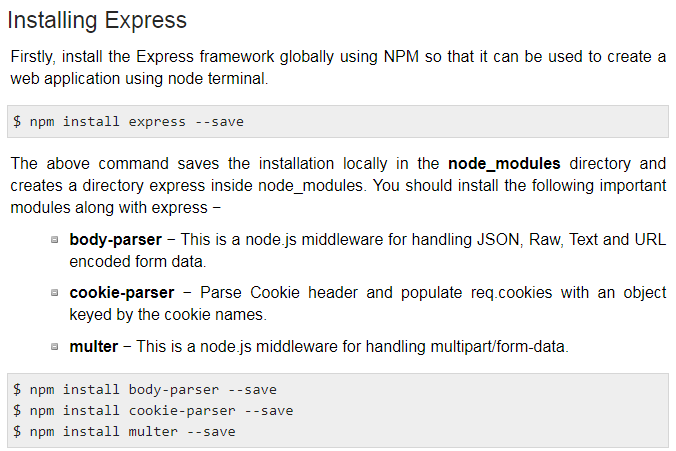 Installing Express
Firstly, install the Express framework globally using NPM so that it can be used to create a
web application using node terminal.
$ npm install express --save
The above command saves the installation locally in the node_modules directory and
creates a directory express inside node_modules. You should install the following important
modules along with express −
body-parser − This is a node.js middleware for handling JSON, Raw, Text and URL
encoded form data.
cookie-parser − Parse Cookie header and populate req.cookies with an object
keyed by the cookie names.
multer − This is a node.js middleware for handling multipart/form-data.
$ npm install body-parser --save
$ npm install cookie-parser --save
$ npm install multer --save